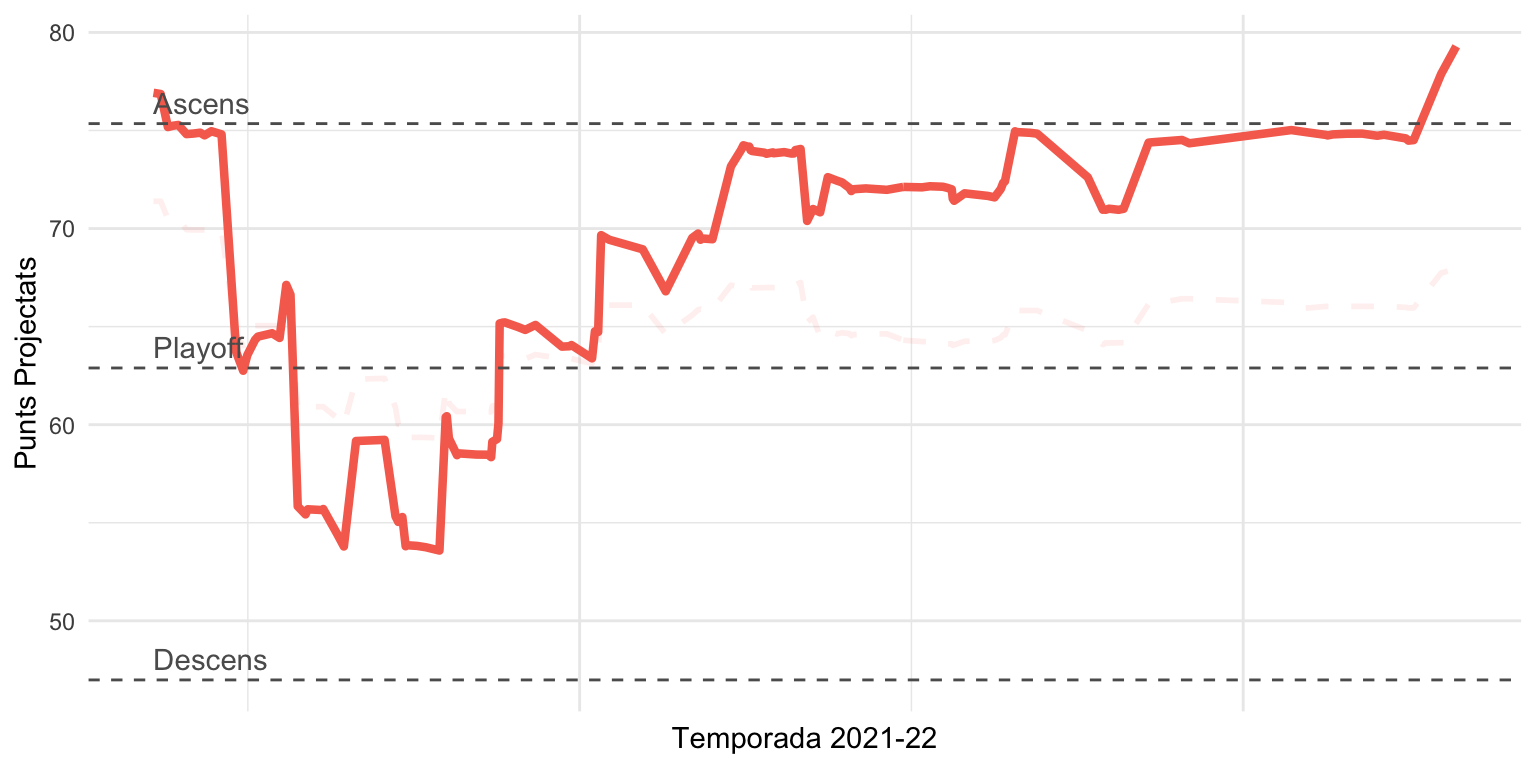 80
Ascens
70
Playoff
60
50
Descens
Punts Projectats
Temporada 2021-22